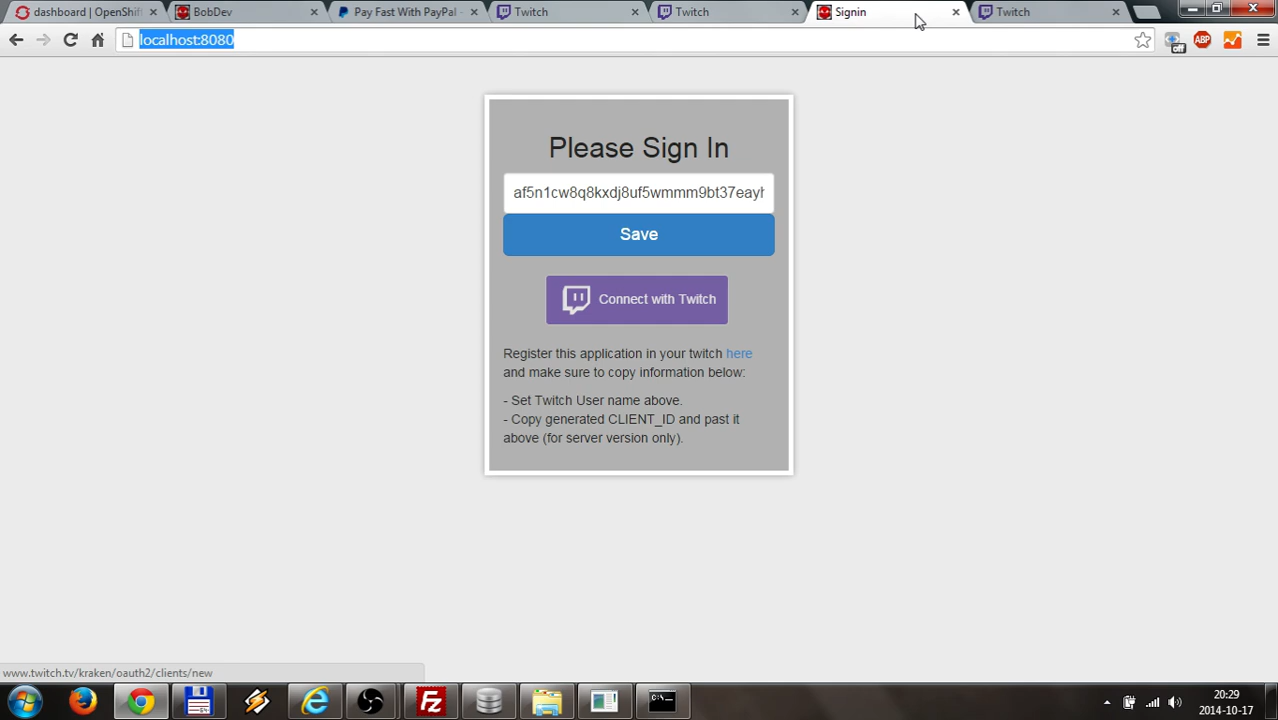 dashboard | OpenShift
BobDev
Pay Fast With PayPal -
Twitch
Twitch
Signin
Twitch
localhost:8080
off
ABP
Please Sign In
af5n1cw8q8kxdj8uf5wmmm9bt37eayh
Save
Connect with Twitch
Register this application in your twitch here
and make sure to copy information below:
- Set Twitch User name above.
- Copy generated CLIENT_ID and past it
above (for server version only).
www.twitch.tv/kraken/oauth2/clients/new
20:29
2014-10-17